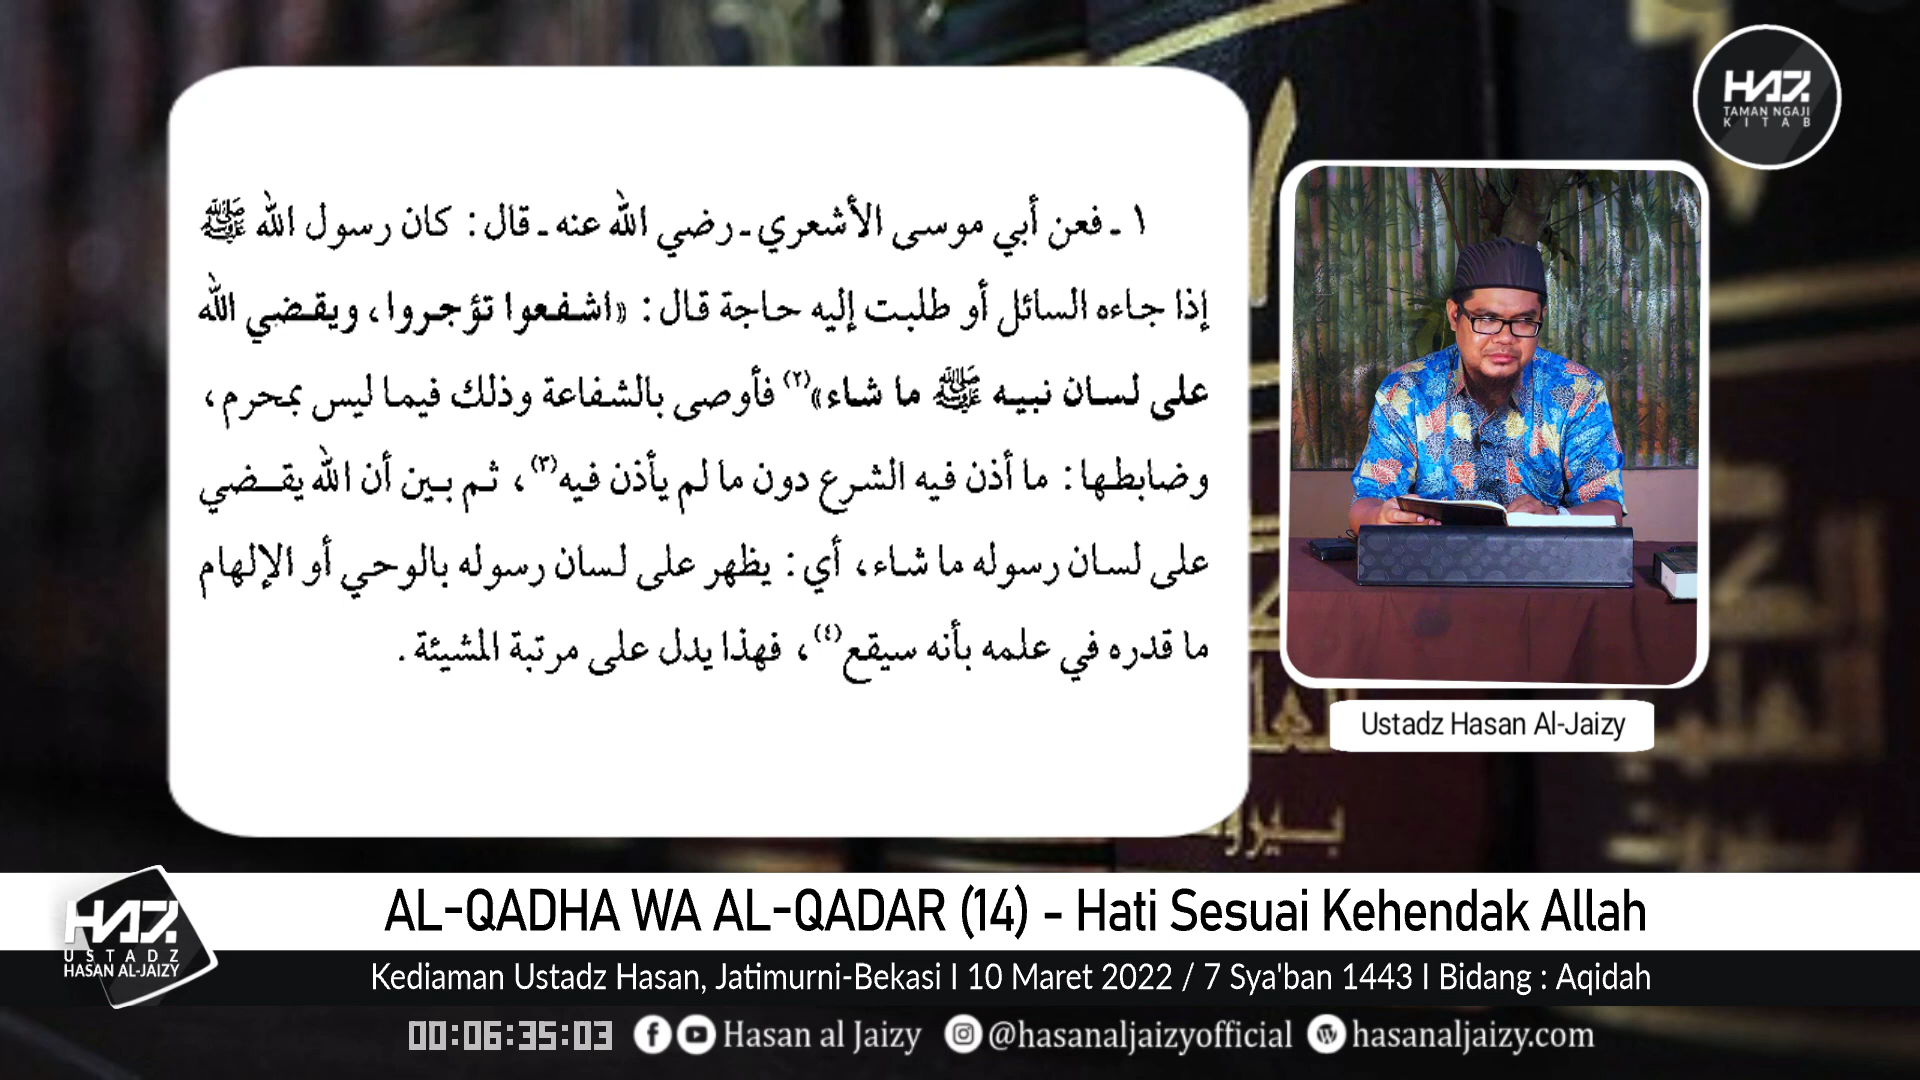 HAZ
TAMAN NGAJI
KITAB
١ ـ فعن أبي موسى الأشعري ـ رضي الله عنه ـ قال : كان رسول الله ﷺ
إذا جاءه السائل أو طلبت إليه حاجة قال : «اشفعوا تؤجروا، ويقضي الله
على لسان نبيه ﷺ ما شاء»(٢) فأوصى بالشفاعة وذلك فيما ليس بمحرم،
وضابطها : ما أذن فيه الشرع دون ما لم يأذن فيه(٣)، ثم بين أن الله يقضي
على لسان رسوله ما شاء، أي : يظهر على لسان رسوله بالوحي أو الإلهام
ما قدره في علمه بأنه سيقع(٤)، فهذا يدل على مرتبة المشيئة .
Ustadz Hasan Al-Jaizy
AL-QADHA WA AL-QADAR (14) - Hati Sesuai Kehendak Allah
HAZ
USTADZ
HASAN AL-JAIZY
Kediaman Ustadz Hasan, Jatimurni-Bekasi I 10 Maret 2022 / 7 Sya'ban 1443 I Bidang : Aqidah
00:06:35:03 Hasan al Jaizy @hasanaljaizyofficial hasanaljaizy.com